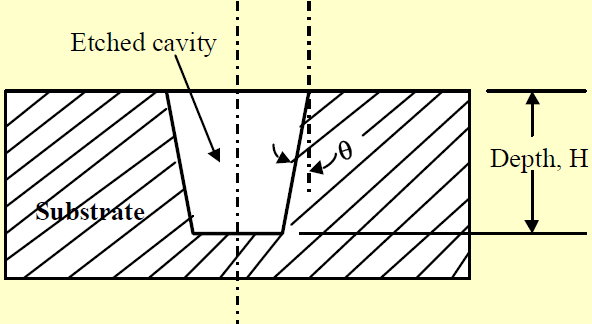 Etched cavity
θ
Depth, H
Substrate